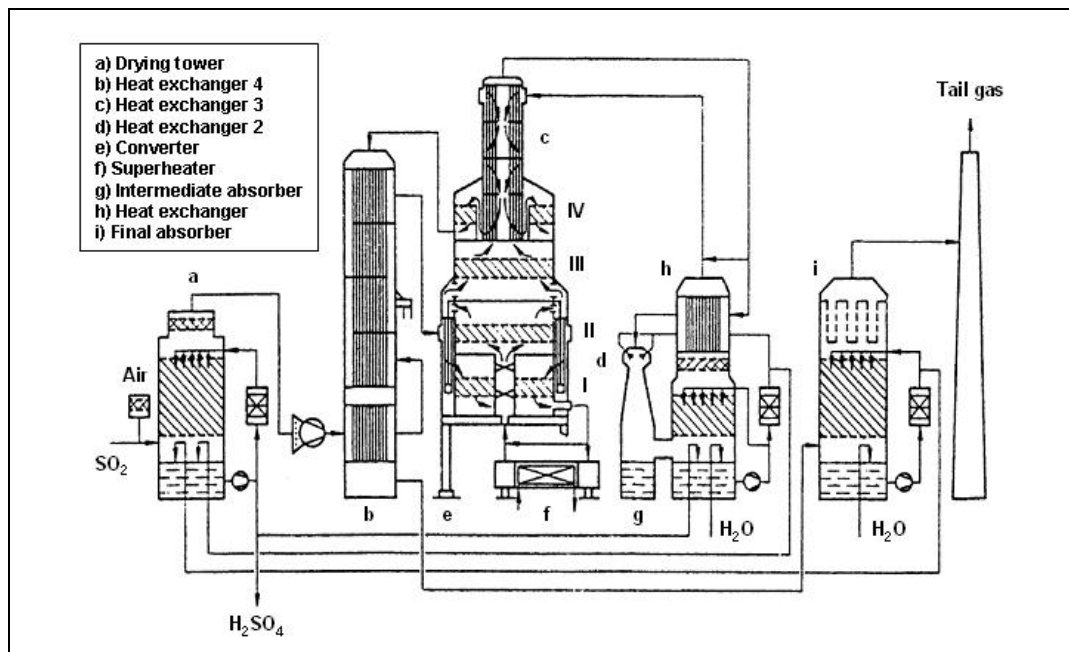 a) Drying tower
b) Heat exchanger 4
c) Heat exchanger 3
d) Heat exchanger 2
e) Converter
f) Superheater
g) Intermediate absorber
h) Heat exchanger
i) Final absorber
Tail gas
c
IV
III
a
h
i
II
Air
d
I
SO₂
b
e
f
g
H₂O
H₂O
H₂SO₄